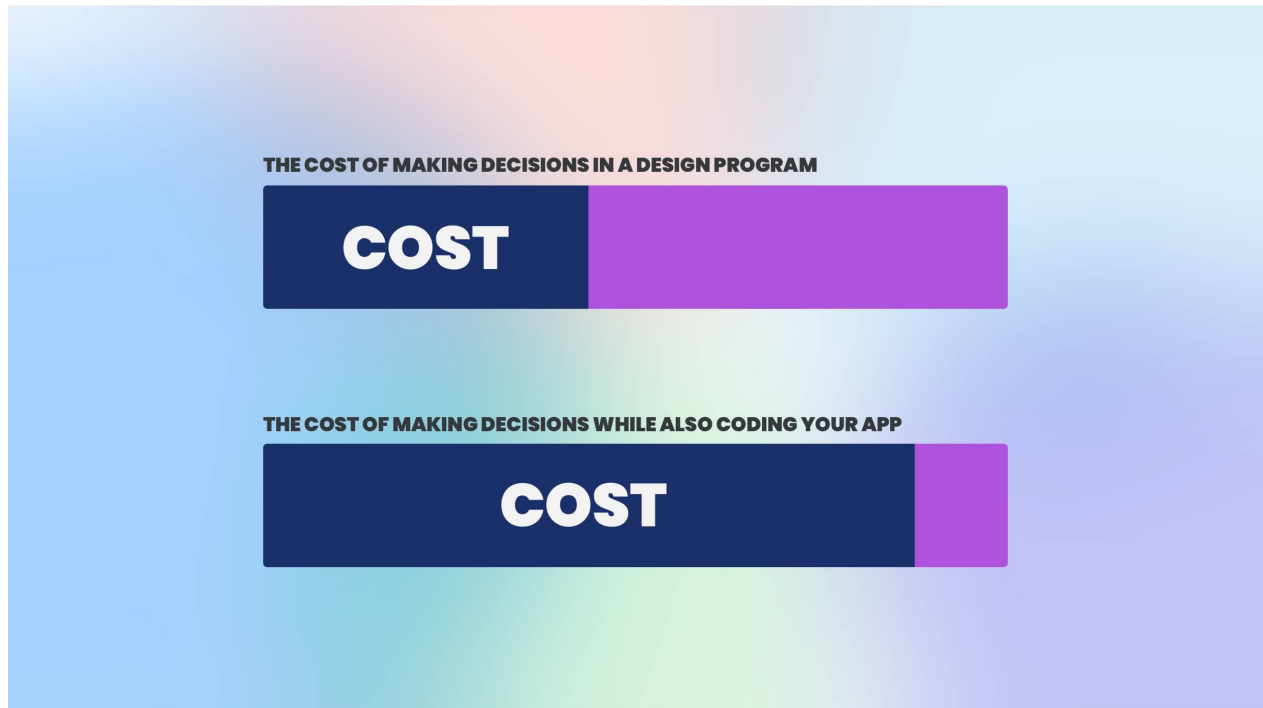 THE COST OF MAKING DECISIONS IN A DESIGN PROGRAM
COST
THE COST OF MAKING DECISIONS WHILE ALSO CODING YOUR APP
COST